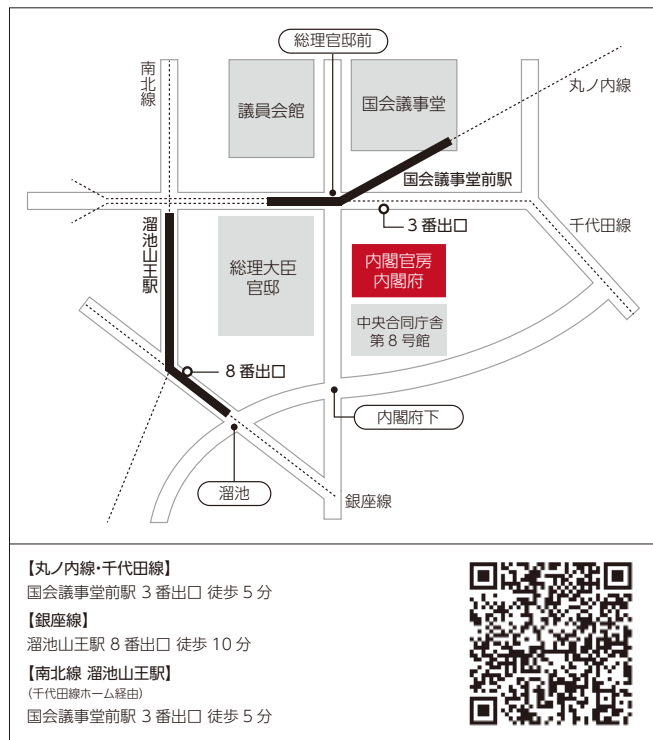 総理官邸前
南北線
丸ノ内線
議員会館
国会議事堂
国会議事堂前駅
3番出口
千代田線
溜池山王駅
総理大臣
官邸
内閣官房
内閣府
中央合同庁舎
第8号館
8番出口
内閣府下
溜池
銀座線
【丸ノ内線・千代田線】
国会議事堂前駅 3番出口 徒歩5分
【銀座線】
溜池山王駅 8番出口 徒歩10分
【南北線 溜池山王駅】
(千代田線ホーム経由)
国会議事堂前駅 3番出口 徒歩5分